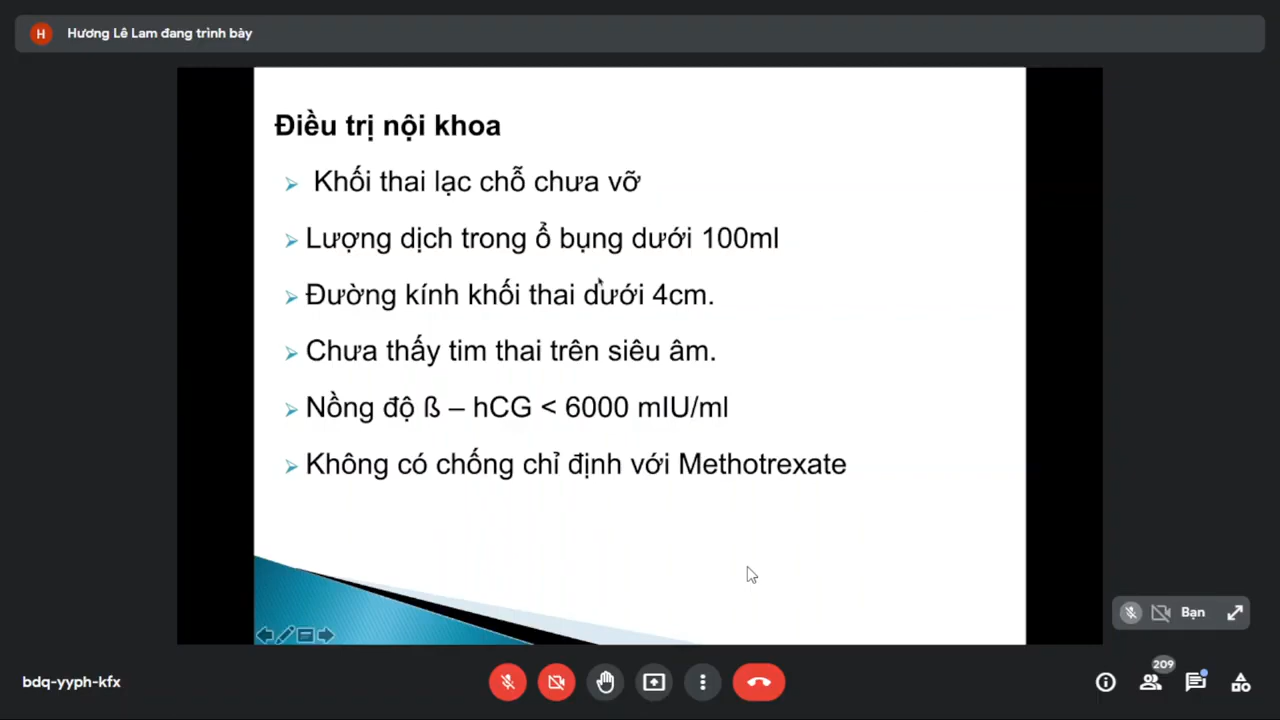 H
Hương Lê Lam đang trình bày
Điều trị nội khoa
Khối thai lạc chỗ chưa vỡ
Lượng dịch trong ổ bụng dưới 100ml
Đường kính khối thai dưới 4cm.
Chưa thấy tim thai trên siêu âm.
Nồng độ ß – hCG < 6000 mIU/ml
Không có chống chỉ định với Methotrexate
Bạn
bdq-yyph-kfx
209